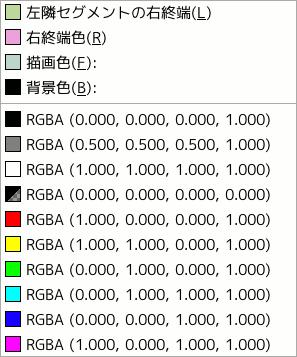 左隣セグメントの右終端(L)
右終端色(R)
描画色(F):
背景色(B):
RGBA (0.000, 0.000, 0.000, 1.000)
RGBA (0.500, 0.500, 0.500, 1.000)
RGBA (1.000, 1.000, 1.000, 1.000)
RGBA (0.000, 0.000, 0.000, 0.000)
RGBA (1.000, 0.000, 0.000, 1.000)
RGBA (1.000, 1.000, 0.000, 1.000)
RGBA (0.000, 1.000, 0.000, 1.000)
RGBA (0.000, 1.000, 1.000, 1.000)
RGBA (0.000, 0.000, 1.000, 1.000)
RGBA (1.000, 0.000, 1.000, 1.000)